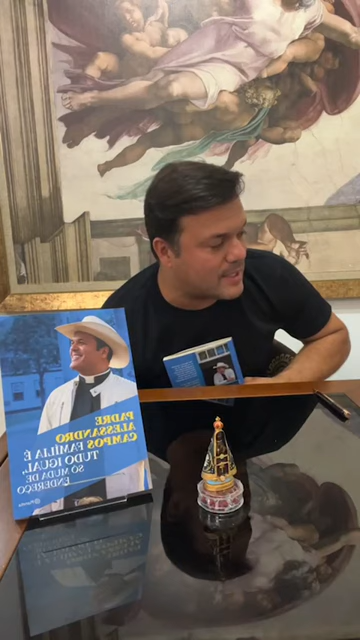 PADRE
ALESSANDRO
CAMPOS FAMÍLIA É
TUDO IGUAL,
SÓ MUDA DE
ENDEREÇO